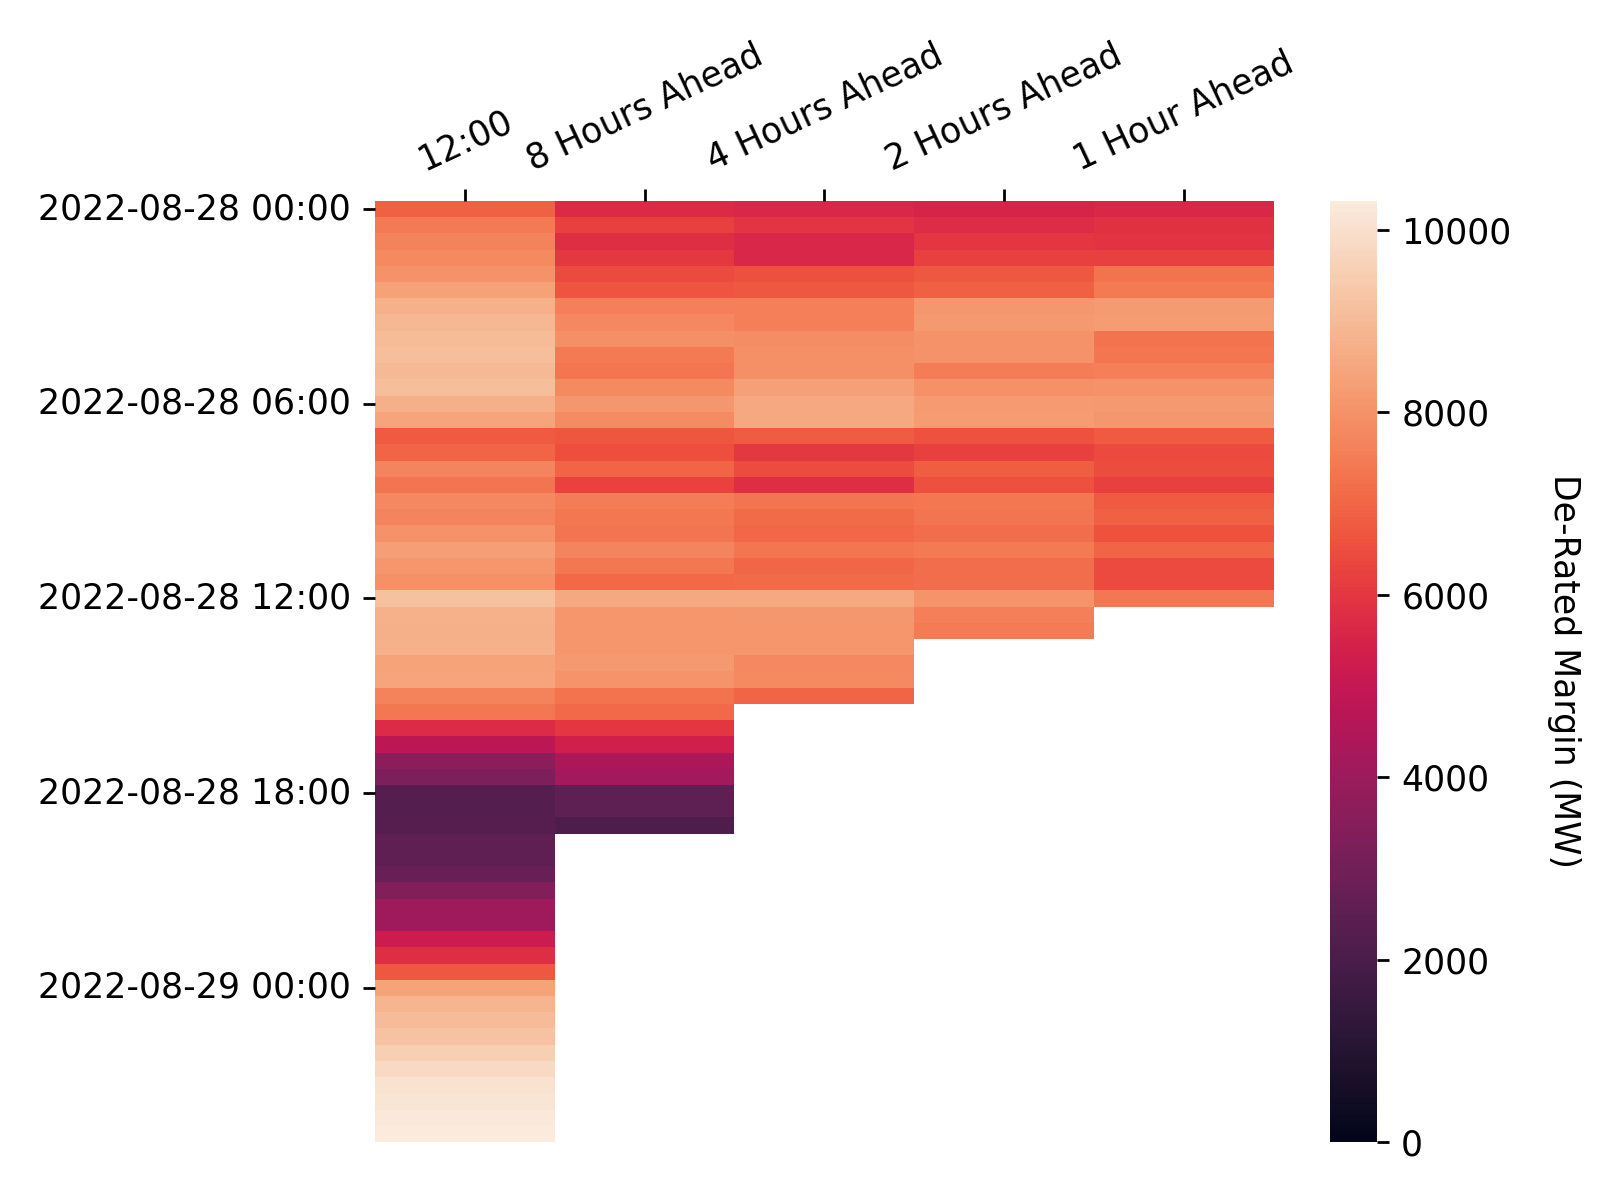 12:00
8 Hours Ahead
4 Hours Ahead
2 Hours Ahead
1 Hour Ahead
2022-08-28 00:00
2022-08-28 06:00
2022-08-28 12:00
2022-08-28 18:00
2022-08-29 00:00
10000
8000
6000
4000
2000
0
De-Rated Margin (MW)